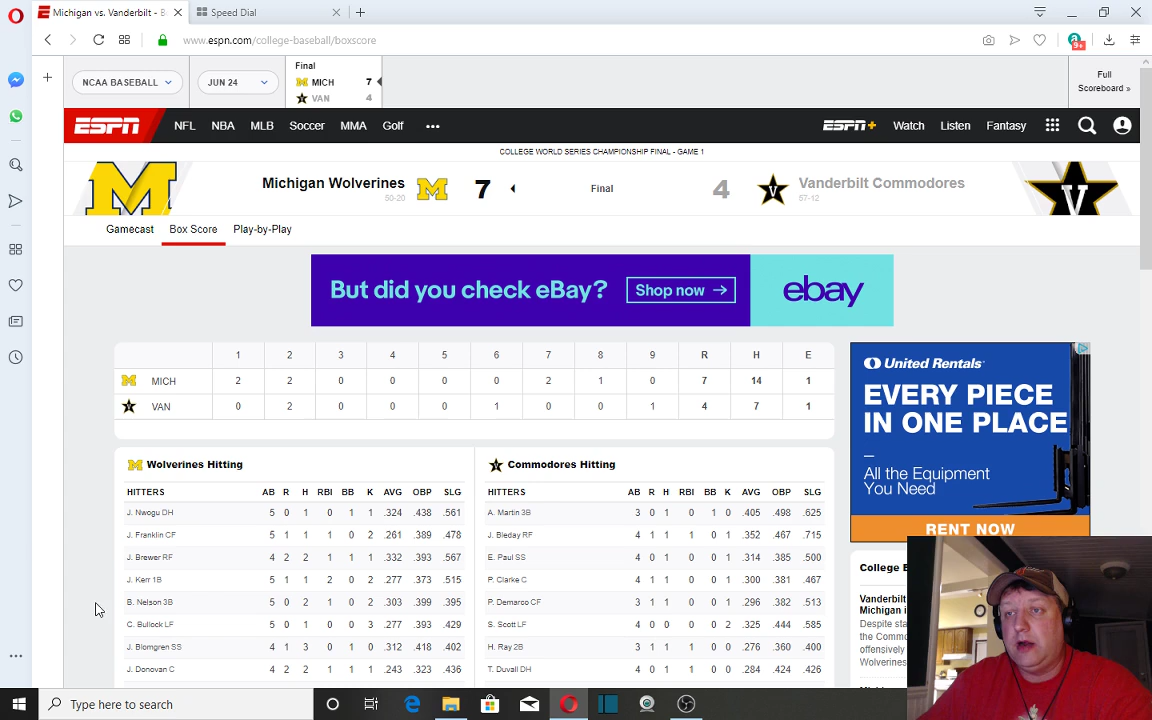 Michigan vs. Vanderbilt - B
Speed Dial
www.espn.com/college-baseball/boxscore
9+
NCAA BASEBALL
JUN 24
Final
MICH 7
VAN 4
Full
Scoreboard »
ESPN
NFL NBA MLB Soccer MMA Golf
ESPN+ Watch Listen Fantasy
COLLEGE WORLD SERIES CHAMPIONSHIP FINAL - GAME 1
Michigan Wolverines
50-20
7 Final 4
Vanderbilt Commodores
57-12
Gamecast Box Score Play-by-Play
But did you check eBay? Shop now → ebay
1 2 3 4 5 6 7 8 9 R H E
MICH 2 2 0 0 0 0 2 1 0 7 14 1
VAN 0 2 0 0 0 1 0 0 1 4 7 1
United Rentals
EVERY PIECE
IN ONE PLACE
All the Equipment
You Need
RENT NOW
Wolverines Hitting
HITTERS AB R H RBI BB K AVG OBP SLG
J. Nwogu DH 5 0 1 0 1 1 .324 .438 .561
J. Franklin CF 5 1 1 1 0 2 .261 .389 .478
J. Brewer RF 4 2 2 1 1 1 .332 .393 .567
J. Kerr 1B 5 1 1 2 0 2 .277 .373 .515
B. Nelson 3B 5 0 2 1 0 2 .303 .399 .395
C. Bullock LF 5 0 1 0 0 3 .277 .393 .429
J. Blomgren SS 4 1 3 0 1 0 .312 .418 .402
J. Donovan C 4 2 2 1 1 1 .243 .323 .436
Commodores Hitting
HITTERS AB R H RBI BB K AVG OBP SLG
A. Martin 3B 3 0 1 0 1 0 .405 .498 .625
J. Bleday RF 4 1 1 1 0 1 .352 .467 .715
E. Paul SS 4 0 1 0 0 1 .314 .385 .500
P. Clarke C 4 1 1 0 0 1 .300 .381 .467
P. Demarco CF 3 1 1 0 0 1 .296 .382 .513
S. Scott LF 4 0 0 0 0 2 .325 .444 .585
H. Ray 2B 3 1 1 1 0 0 .276 .360 .400
T. Duvall DH 4 0 1 1 0 0 .284 .424 .426
College B
Vanderbilt
Michigan i
Despite sta
the Commo
offensively
Wolverines
Type here to search